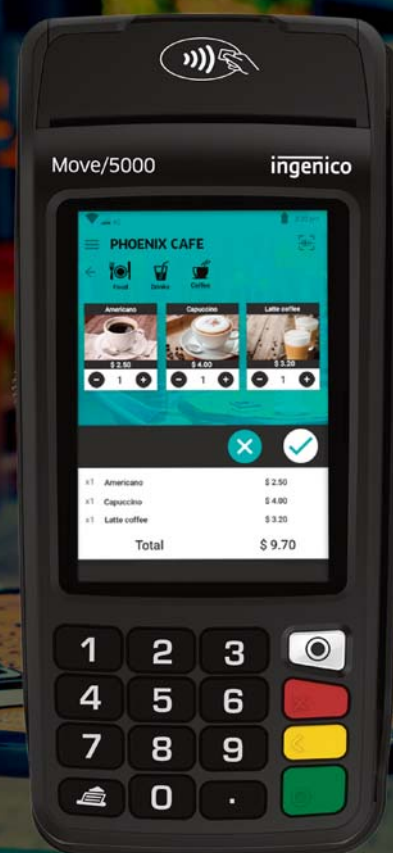 Move/5000 ingenico
PHOENIX CAFE
Food Drinks Coffee
Americano Capuccino Latte coffee
$ 2.50 $ 4.00 $ 3.20
1 1 1
x1 Americano $ 2.50
x1 Capuccino $ 4.00
x1 Latte coffee $ 3.20
Total $ 9.70
1 2 3
4 5 6
7 8 9
0 .